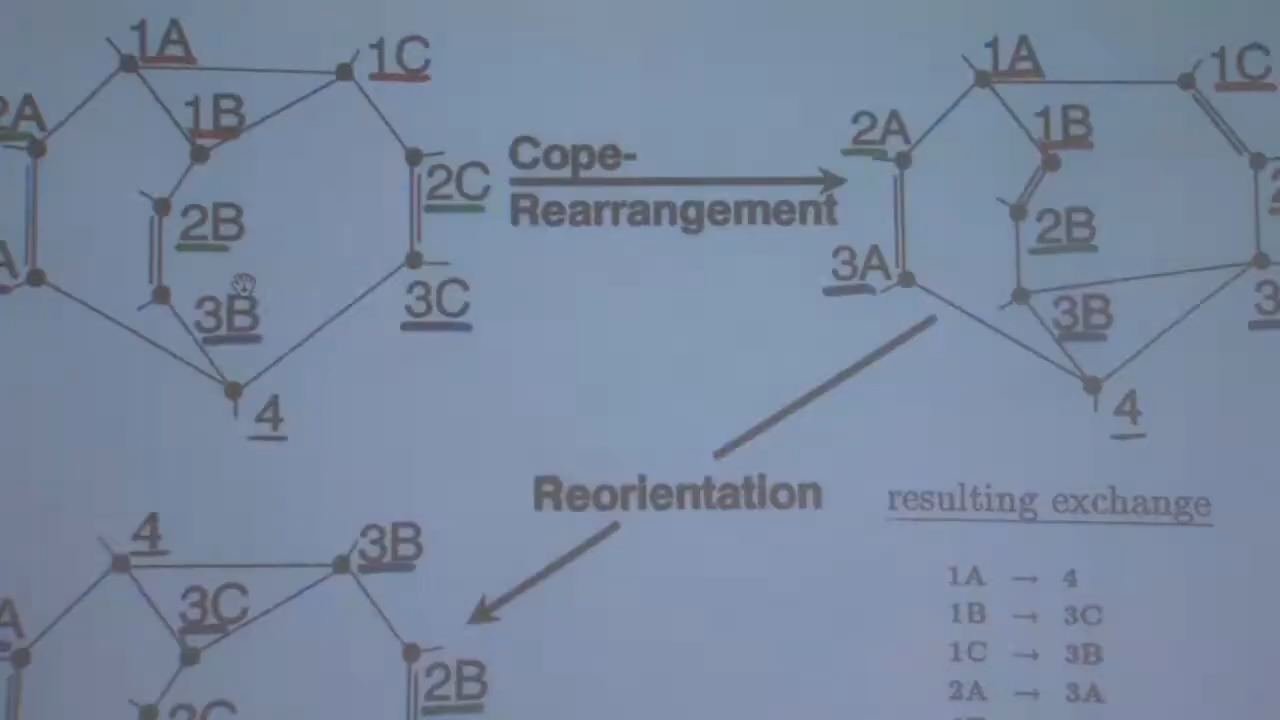 1A
1C
1A
1C
2A
1B
2A
1B
Cope-
2C
Rearrangement
2B
2B
3A
3B
3C
3B
4
4
Reorientation
resulting exchange
4
3B
1A → 4
3C
1B → 3C
1C → 3B
2B
2A → 3A
2C